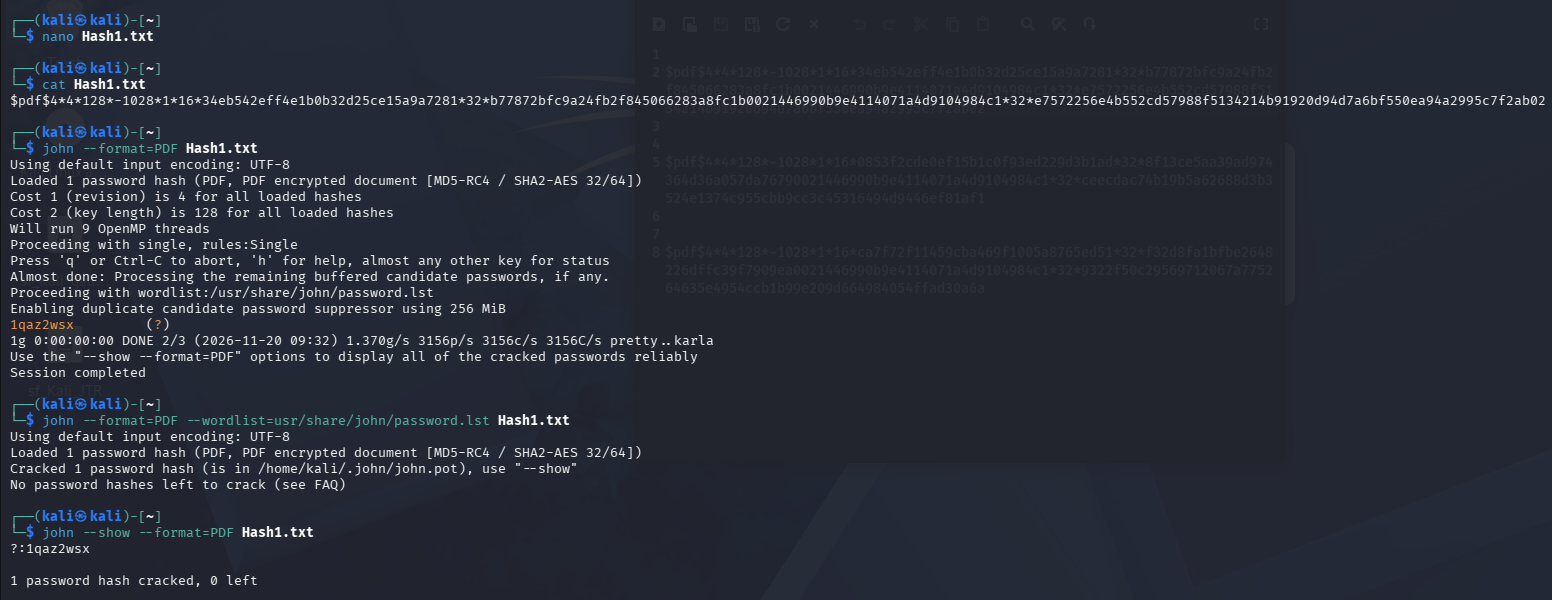 ┌──(kali㉿kali)-[~]
└─$ nano Hash1.txt
┌──(kali㉿kali)-[~]
└─$ cat Hash1.txt
$pdf$4*4*128*-1028*1*16*34eb542eff4e1b0b32d25ce15a9a7281*32*b77872bfc9a24fb2f845066283a8fc1b0021446990b9e4114071a4d9104984c1*32*e7572256e4b552cd57988f5134214b91920d94d7a6bf550ea94a2995c7f2ab02
┌──(kali㉿kali)-[~]
└─$ john --format=PDF Hash1.txt
Using default input encoding: UTF-8
Loaded 1 password hash (PDF, PDF encrypted document [MD5-RC4 / SHA2-AES 32/64])
Cost 1 (revision) is 4 for all loaded hashes
Cost 2 (key length) is 128 for all loaded hashes
Will run 9 OpenMP threads
Proceeding with single, rules:Single
Press 'q' or Ctrl-C to abort, 'h' for help, almost any other key for status
Almost done: Processing the remaining buffered candidate passwords, if any.
Proceeding with wordlist:/usr/share/john/password.lst
Enabling duplicate candidate password suppressor using 256 MiB
1qaz2wsx         (?)
1g 0:00:00:00 DONE 2/3 (2026-11-20 09:32) 1.370g/s 3156p/s 3156c/s 3156C/s pretty..karla
Use the "--show --format=PDF" options to display all of the cracked passwords reliably
Session completed
┌──(kali㉿kali)-[~]
└─$ john --format=PDF --wordlist=usr/share/john/password.lst Hash1.txt
Using default input encoding: UTF-8
Loaded 1 password hash (PDF, PDF encrypted document [MD5-RC4 / SHA2-AES 32/64])
Cracked 1 password hash (is in /home/kali/.john/john.pot), use "--show"
No password hashes left to crack (see FAQ)
┌──(kali㉿kali)-[~]
└─$ john --show --format=PDF Hash1.txt
?:1qaz2wsx
1 password hash cracked, 0 left